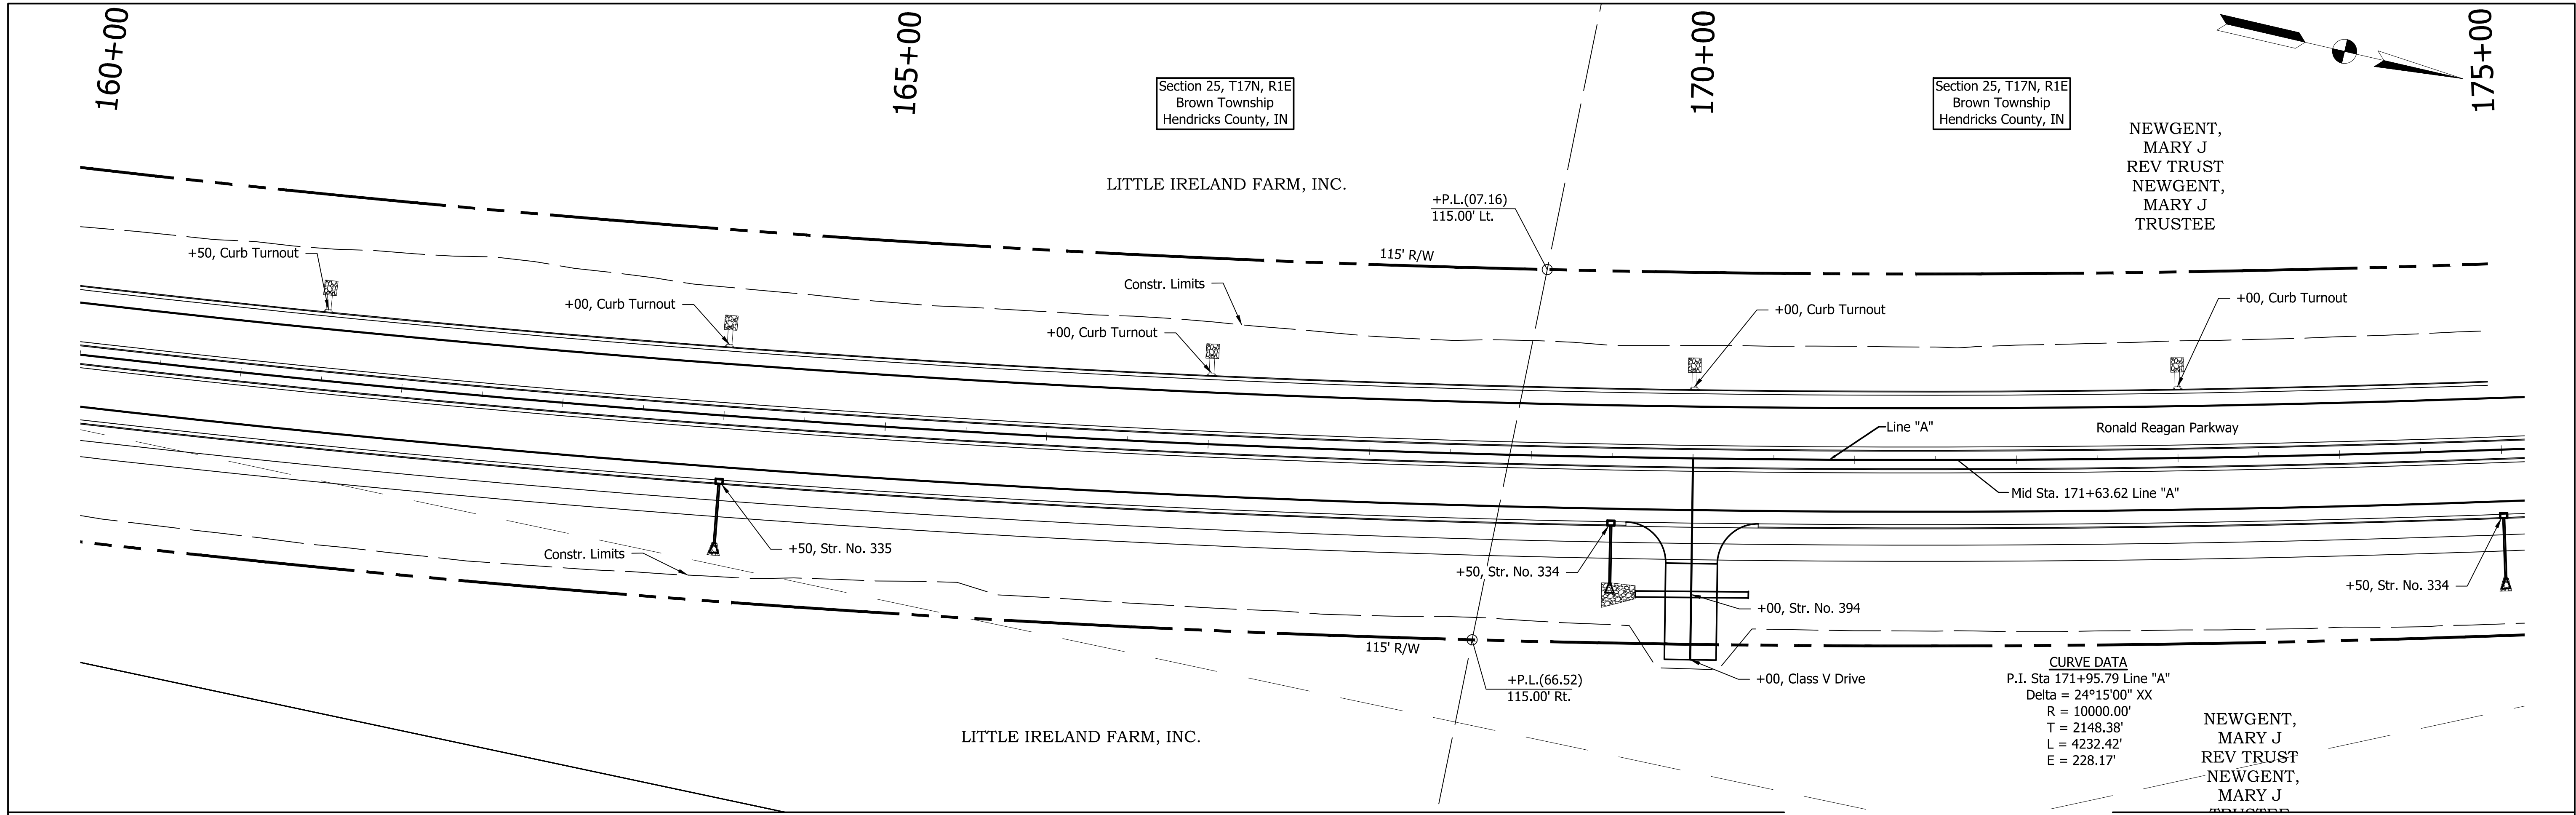 160+00
165+00
170+00
175+00
Section 25, T17N, R1E
Brown Township
Hendricks County, IN
Section 25, T17N, R1E
Brown Township
Hendricks County, IN
NEWGENT,
MARY J
REV TRUST
NEWGENT,
MARY J
TRUSTEE
LITTLE IRELAND FARM, INC.
+P.L.(07.16)
115.00' Lt.
115' R/W
+50, Curb Turnout
Constr. Limits
+00, Curb Turnout
+00, Curb Turnout
+00, Curb Turnout
+00, Curb Turnout
Line "A"
Ronald Reagan Parkway
Mid Sta. 171+63.62 Line "A"
+50, Str. No. 335
Constr. Limits
+50, Str. No. 334
+50, Str. No. 334
+00, Str. No. 394
115' R/W
+P.L.(66.52)
115.00' Rt.
+00, Class V Drive
CURVE DATA
P.I. Sta 171+95.79 Line "A"
Delta = 24°15'00" XX
R = 10000.00'
T = 2148.38'
L = 4232.42'
E = 228.17'
LITTLE IRELAND FARM, INC.
NEWGENT,
MARY J
REV TRUST
NEWGENT,
MARY J
TRUSTEE